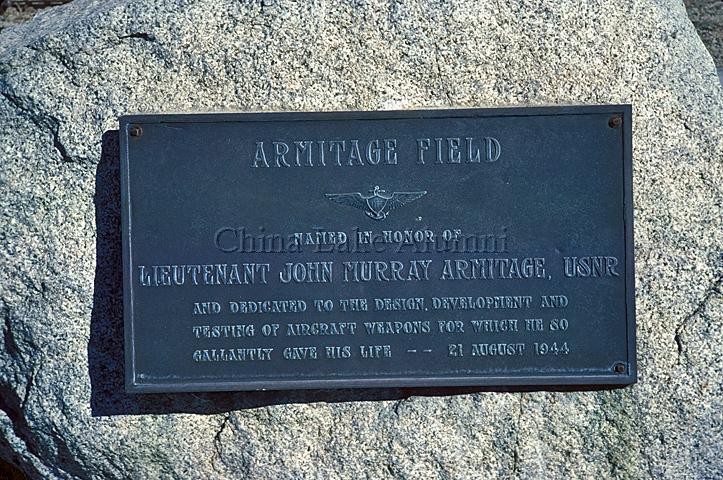 ARMITAGE FIELD
NAMED IN HONOR OF
China Lake Alumni
LIEUTENANT JOHN MURRAY ARMITAGE, USNR
AND DEDICATED TO THE DESIGN, DEVELOPMENT AND
TESTING OF AIRCRAFT WEAPONS FOR WHICH HE SO
GALLANTLY GAVE HIS LIFE -- 21 AUGUST 1944